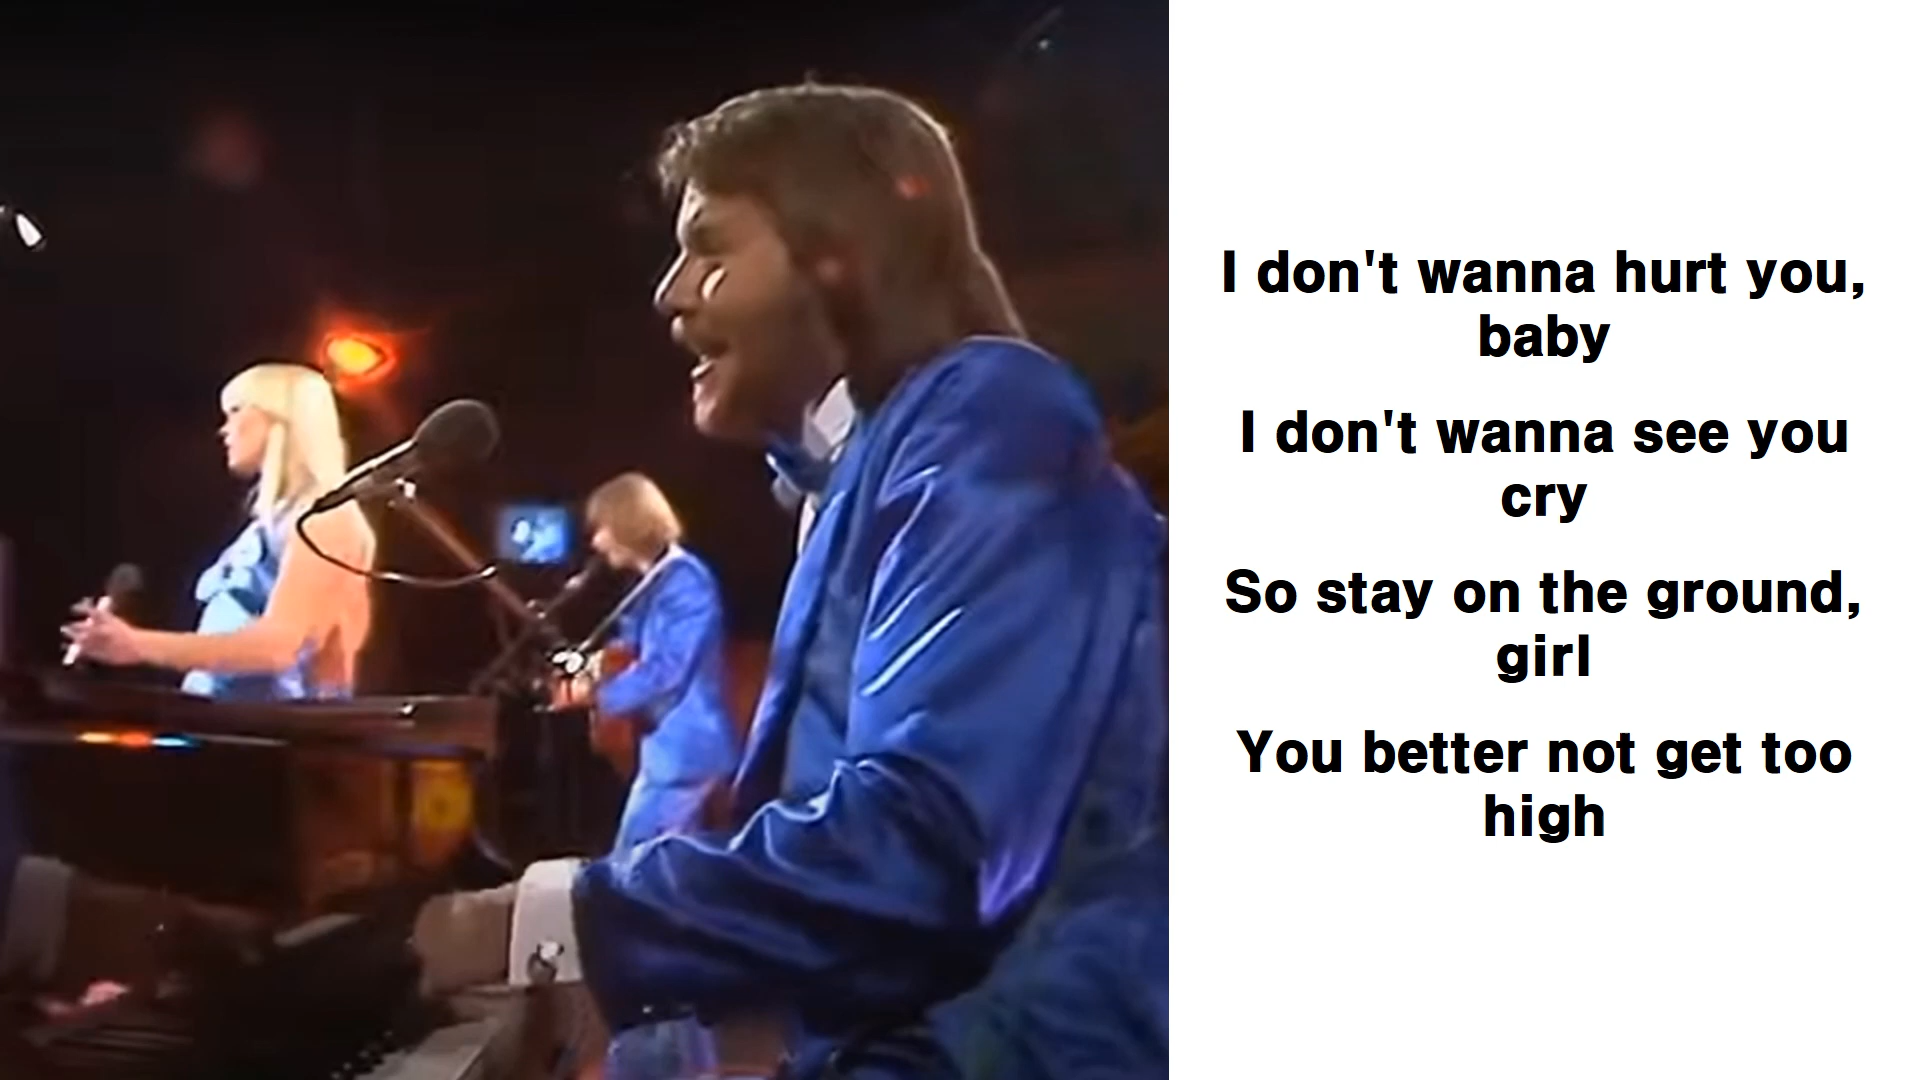 I don't wanna hurt you,
baby
I don't wanna see you
cry
So stay on the ground,
girl
You better not get too
high